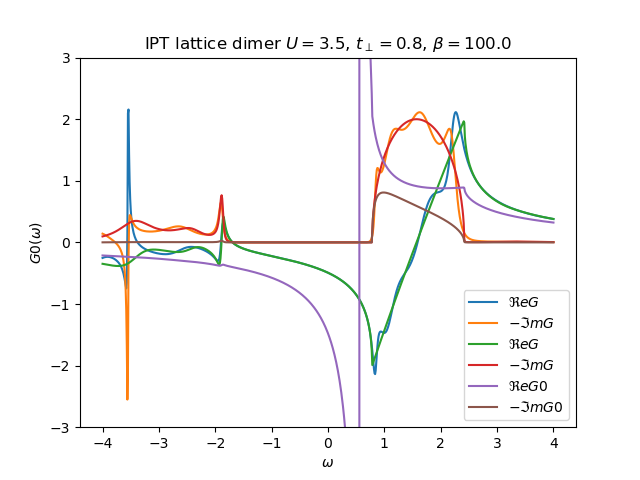 IPT lattice dimer U = 3.5, t⊥ = 0.8, β = 100.0
G0(ω)
3
2
1
0
−1
−2
−3
−4
−3
−2
−1
0
1
2
3
4
ω
ℜeG
−ℑmG
ℜeG
−ℑmG
ℜeG0
−ℑmG0